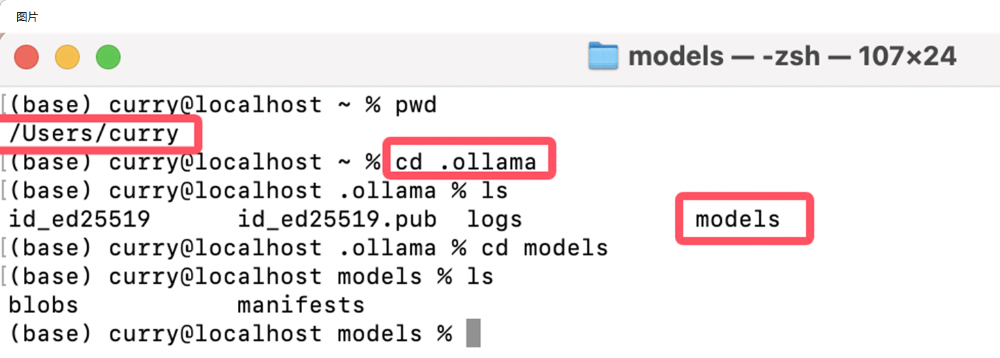 图片
models — -zsh — 107×24
[(base) curry@localhost ~ % pwd
/Users/curry
[(base) curry@localhost ~ % cd .ollama
[(base) curry@localhost .ollama % ls
id_ed25519 id_ed25519.pub logs models
[(base) curry@localhost .ollama % cd models
[(base) curry@localhost models % ls
blobs manifests
(base) curry@localhost models %